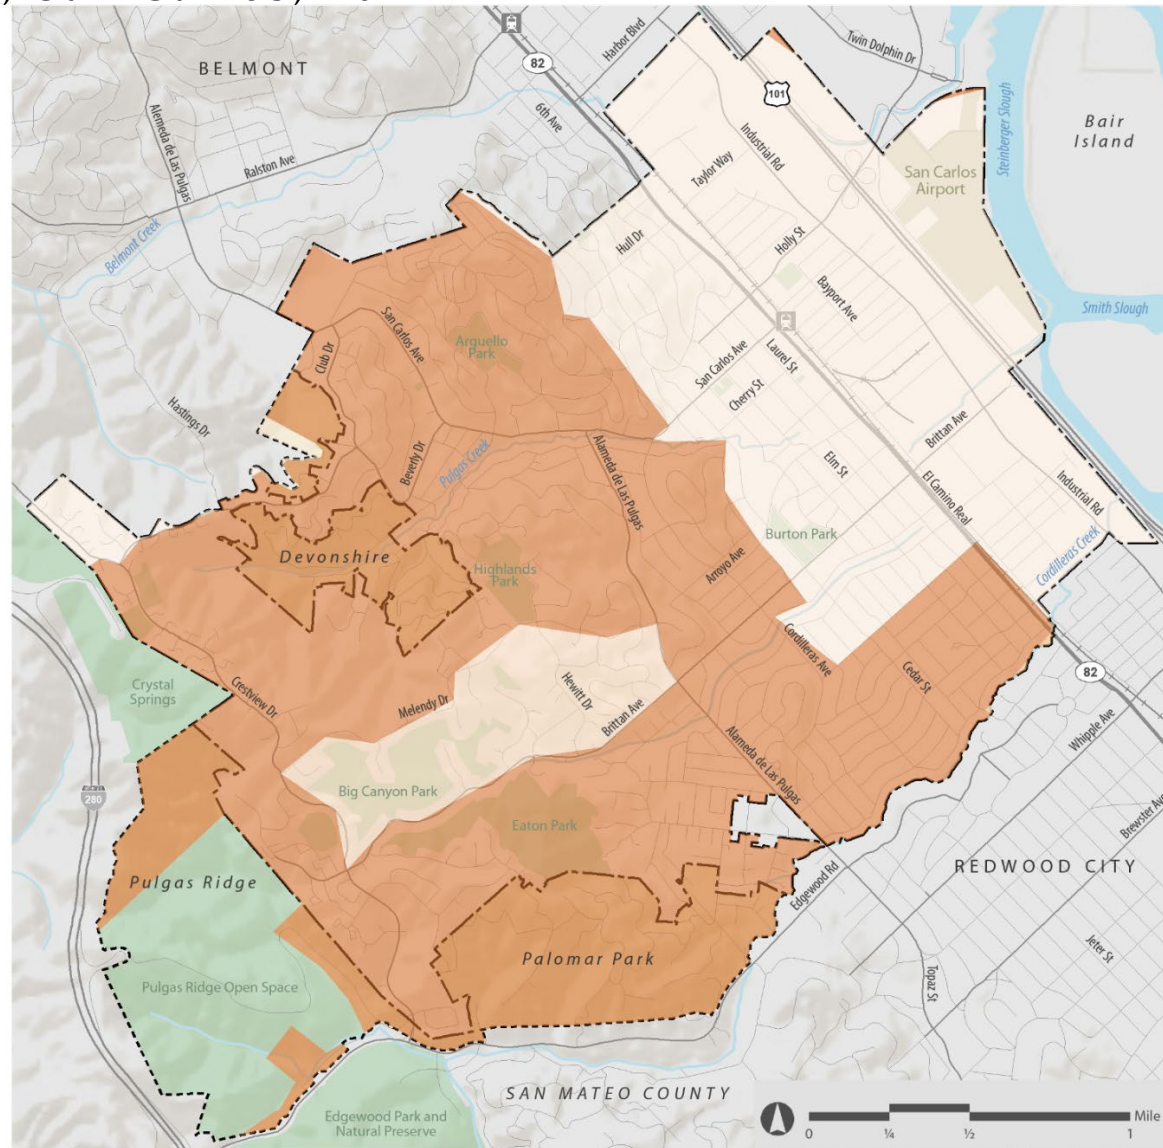 82
Harbor Blvd
Twin Dolphin Dr
BELMONT
101
6th Ave
Steinberger Slough
Bair
Island
Alameda de Las Pulgas
Ralston Ave
Industrial Rd
Taylor Way
San Carlos
Airport
Belmont Creek
Hull Dr
Holly St
Bayport Ave
Smith Slough
San Carlos Ave
Arguello
Park
Club Dr
San Carlos Ave
Laurel St
Cherry St
Hastings Dr
Brittan Ave
Beverly Dr
Pulgas Creek
Alameda de Las Pulgas
Elm St
El Camino Real
Industrial Rd
Burton Park
Devonshire
Highlands
Park
Arroyo Ave
Cordilleras Creek
Cordilleras Ave
Cedar St
82
Crystal
Springs
Crestview Dr
Melendy Dr
Hewitt Dr
Brittan Ave
Whipple Ave
Alameda de Las Pulgas
280
Big Canyon Park
Eaton Park
Brewster Ave
Pulgas Ridge
Edgewood Rd
REDWOOD CITY
Jeter St
Palomar Park
Topaz St
Pulgas Ridge Open Space
SAN MATEO COUNTY
Edgewood Park and
Natural Preserve
0 ¼ ½ 1 Mile